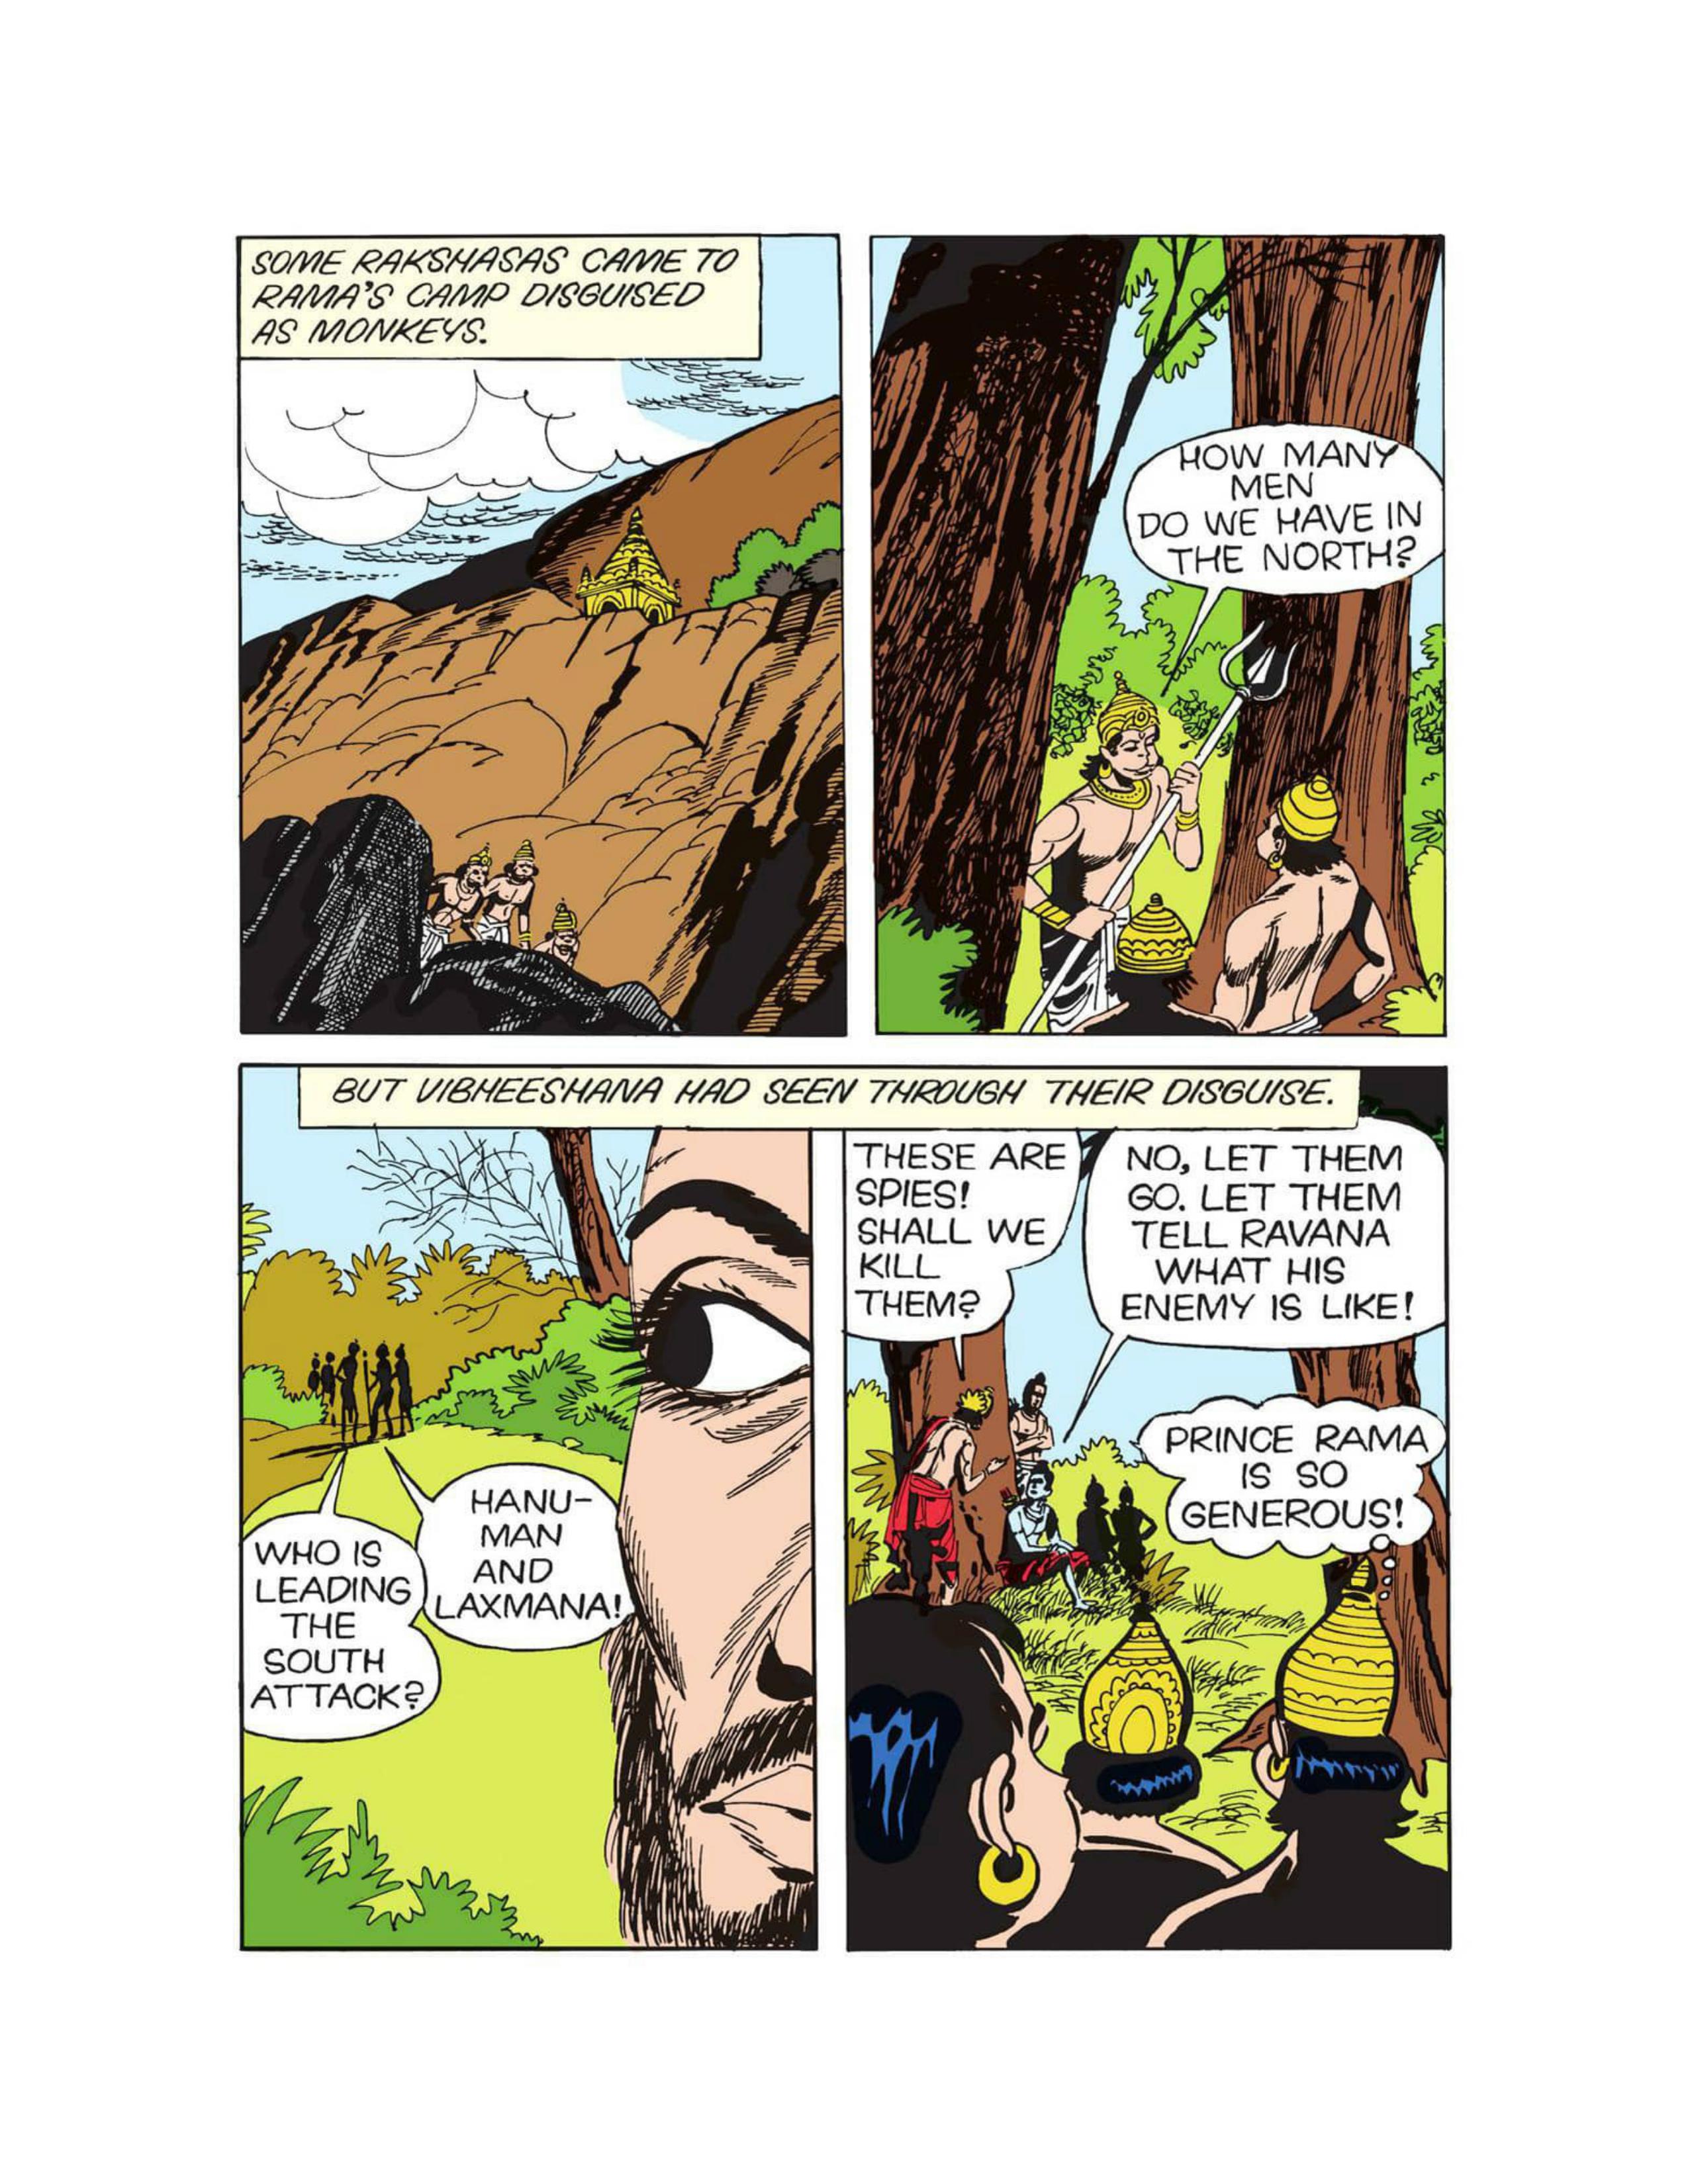 SOME RAKSHASAS CAME TO
RAMA'S CAMP DISGUISED
AS MONKEYS.
HOW MANY
MEN
DO WE HAVE IN
THE NORTH?
BUT VIBHEESHANA HAD SEEN THROUGH THEIR DISGUISE.
WHO IS
LEADING
THE
SOUTH
ATTACK?
HANU-
MAN
AND
LAXMANA!
THESE ARE
SPIES!
SHALL WE
KILL
THEM?
NO, LET THEM
GO. LET THEM
TELL RAVANA
WHAT HIS
ENEMY IS LIKE!
PRINCE RAMA
IS SO
GENEROUS!